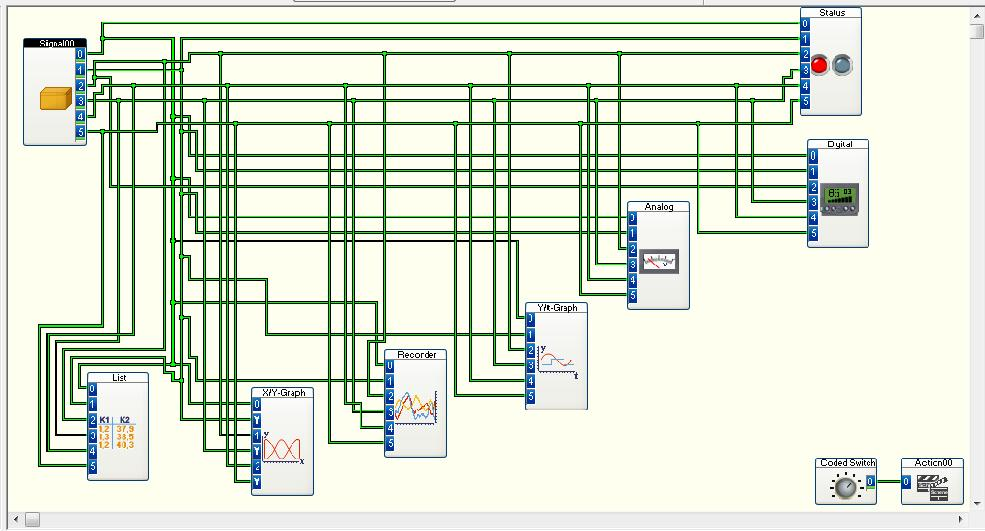 Signal00
0
1
2
3
4
5
Status
0
1
2
3
4
5
Digital
0
1
2
3
4
5
Analog
0
1
2
3
4
5
Y/t-Graph
0
1
2
3
4
5
y
t
Recorder
0
1
2
3
4
5
X/Y-Graph
0
Y
1
Y
2
Y
y
x
List
0
1
2
3
4
5
K1 K2
1,2 37,9
1,3 38,5
1,2 40,3
Coded Switch
0
Action00
0